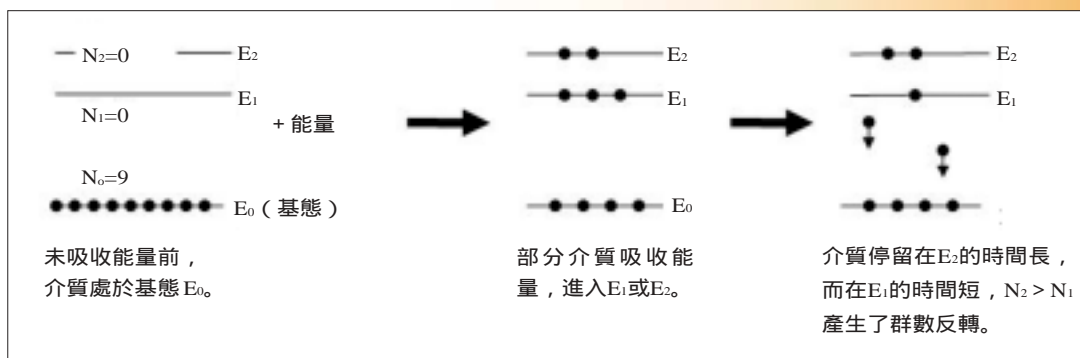 N₂=0 E₂
E₁
N₁=0
+ 能量
N₀=9
E₀ ( 基態 )
未吸收能量前，
介質處於基態 E₀。
E₂
E₁
E₀
部分介質吸收能
量，進入E₁或E₂。
E₂
E₁
介質停留在E₂的時間長，
而在E₁的時間短，N₂ > N₁
產生了群數反轉。